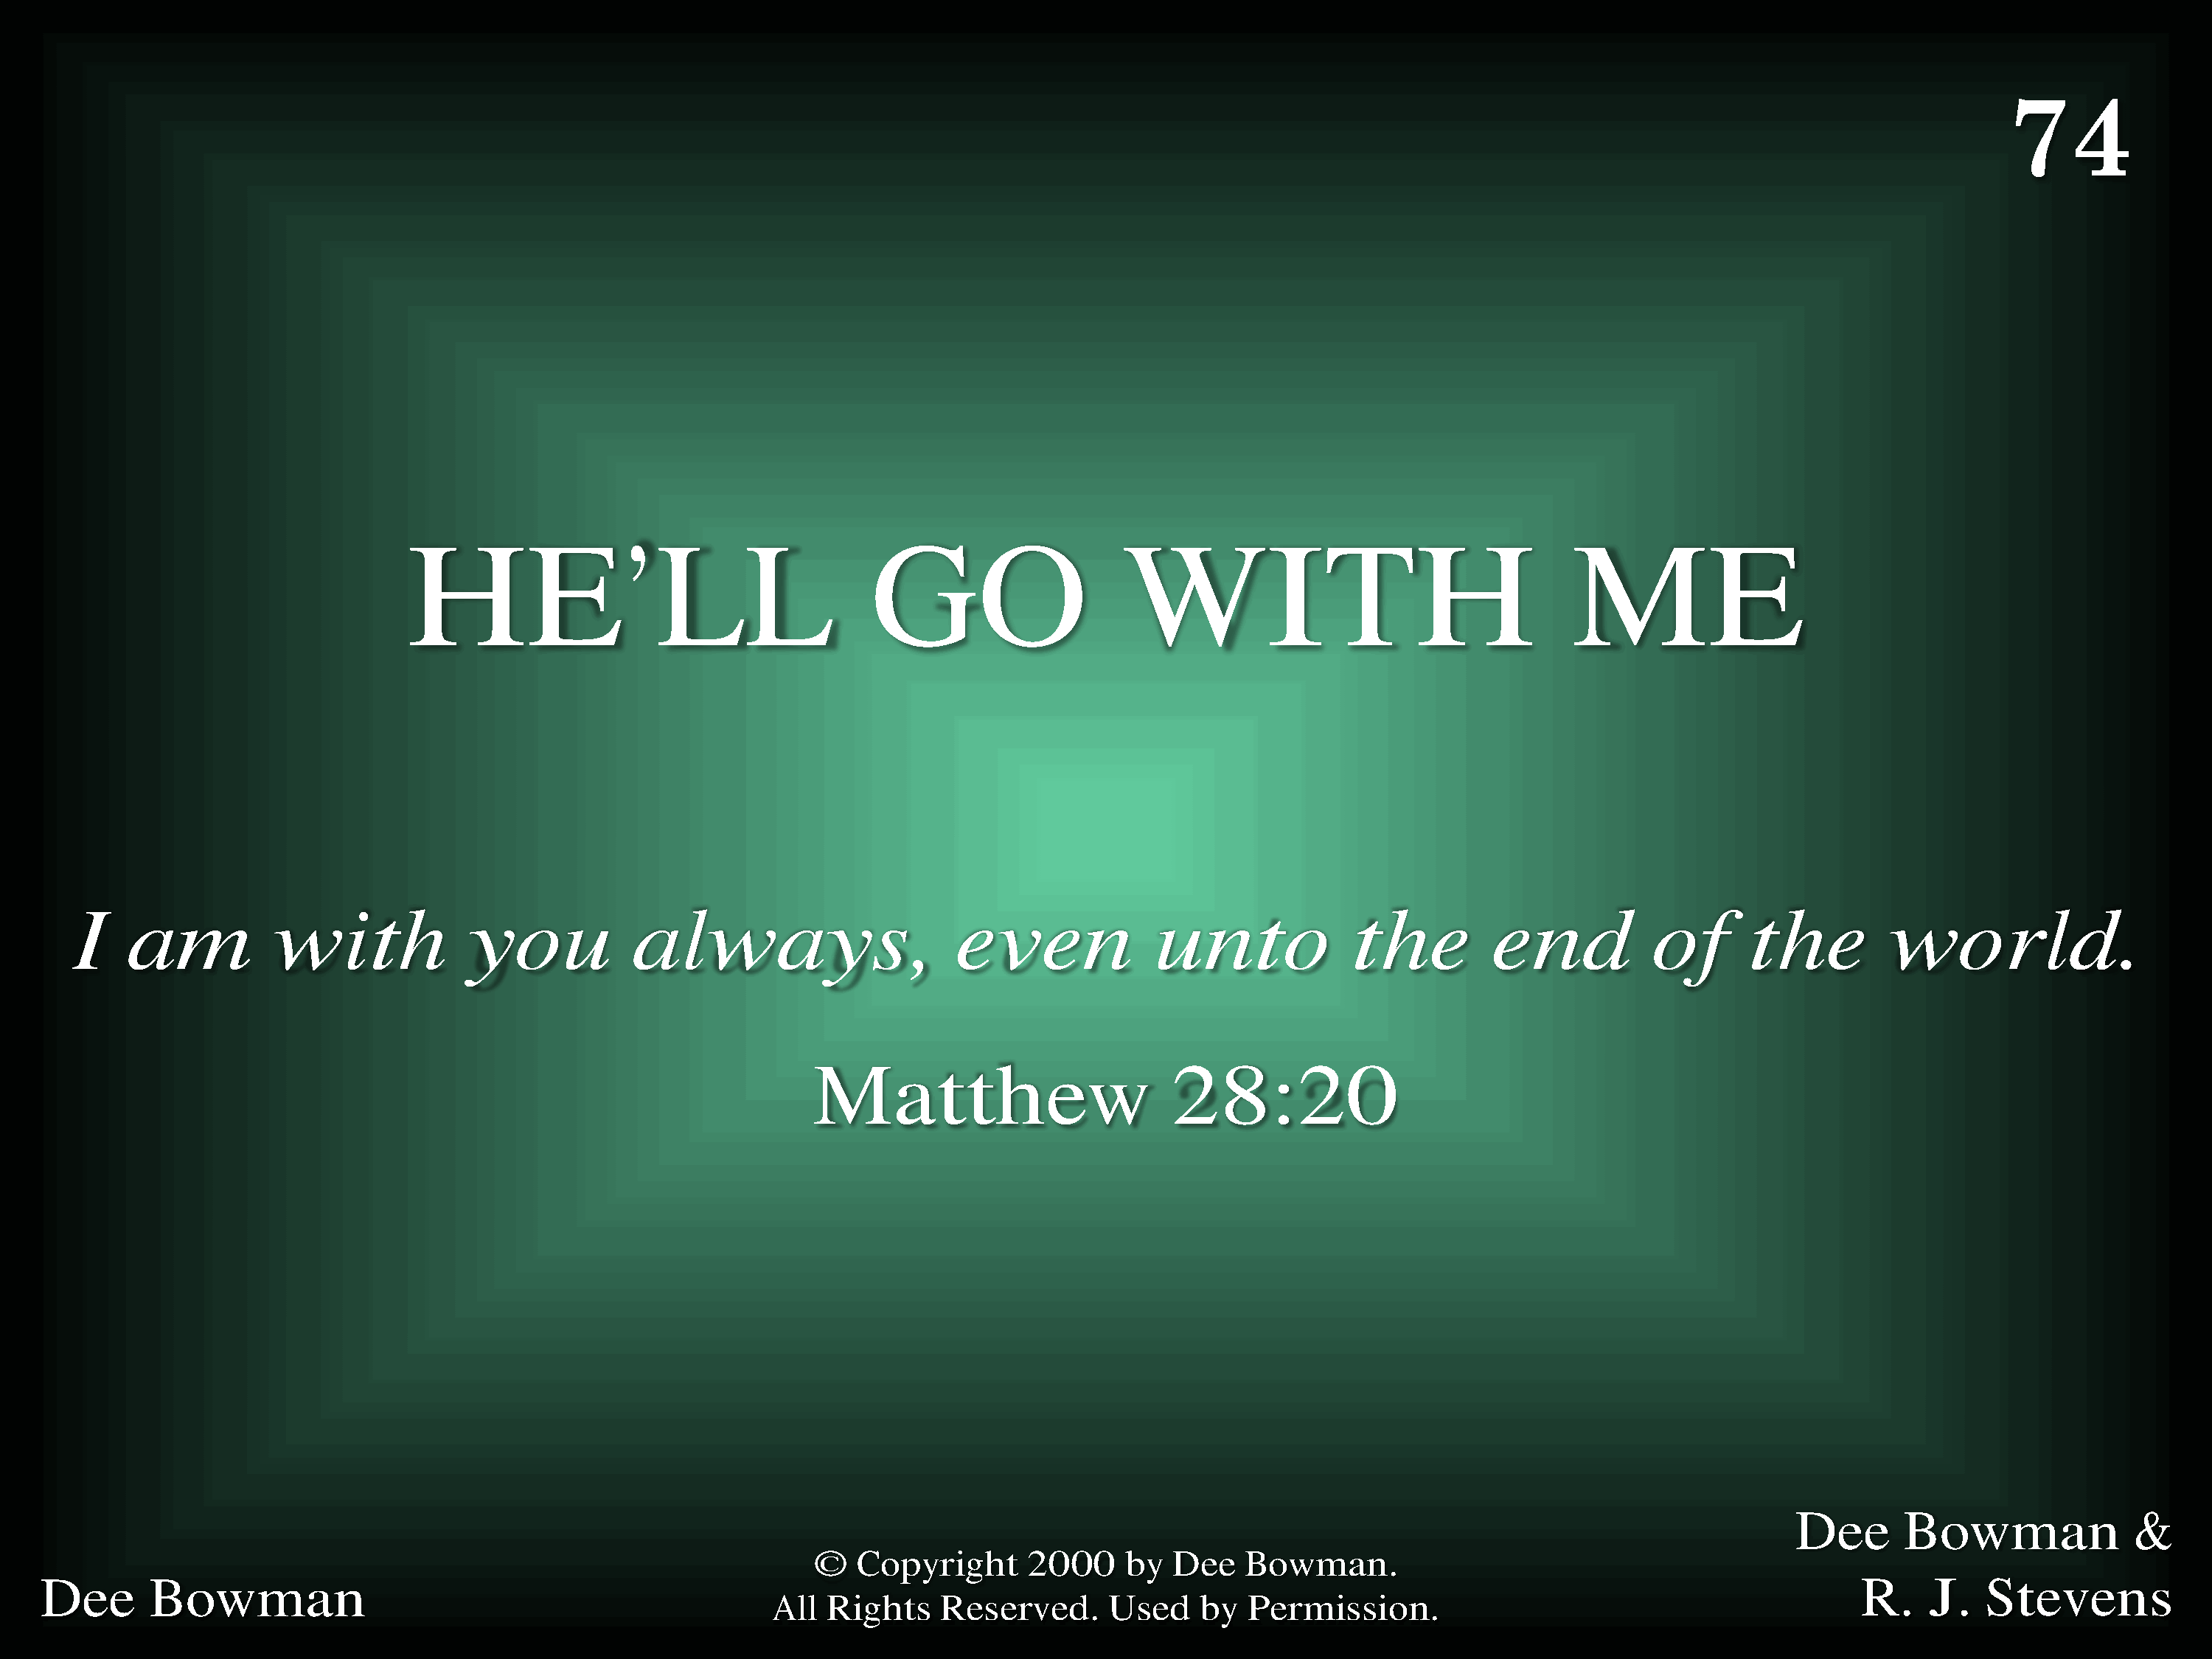 74
HE’LL GO WITH ME
I am with you always, even unto the end of the world.
Matthew 28:20
Dee Bowman
© Copyright 2000 by Dee Bowman.
All Rights Reserved. Used by Permission.
Dee Bowman &
R. J. Stevens